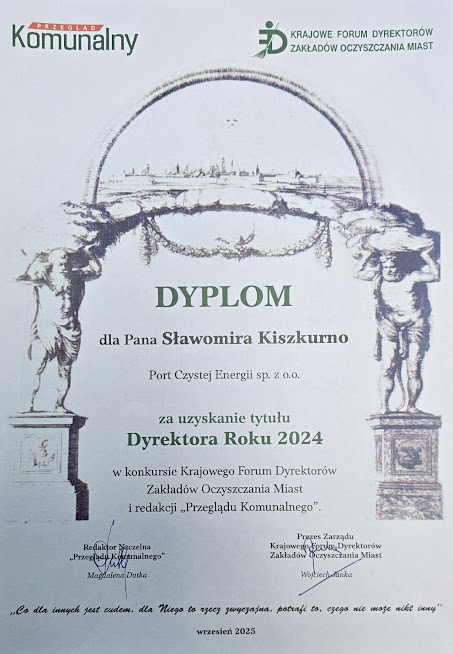 PRZEGLĄD
Komunalny
KRAJOWE FORUM DYREKTORÓW
ZAKŁADÓW OCZYSZCZANIA MIAST
DYPLOM
dla Pana Sławomira Kiszkurno
Port Czystej Energii sp. z o.o.
za uzyskanie tytułu
Dyrektora Roku 2024
w konkursie Krajowego Forum Dyrektorów
Zakładów Oczyszczania Miast
i redakcji „Przeglądu Komunalnego”.
Redaktor Naczelna
„Przeglądu Komunalnego”
Magdalena Dutka
Prezes Zarządu
Krajowego Forum Dyrektorów
Zakładów Oczyszczania Miast
Wojciech Janka
„Co dla innych jest cudem, dla Niego to rzecz zwyczajna, potrafi to, czego nie może nikt inny”
wrzesień 2025